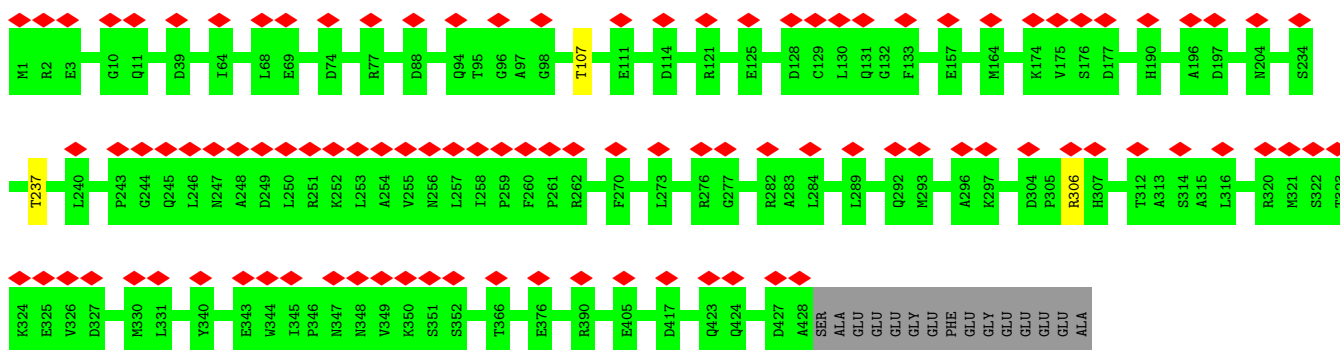 M1 R2 E3 G10 Q11 D39 I64 L68 E69 D74 R77 D88 Q94 T95 G96 A97 G98 T107 E111 D114 R121 E125 D128 C129 L130 Q131 G132 F133 E157 M164 K174 V175 S176 D177 H190 A196 D197 N204 S234
T237 L240 P243 G244 Q245 L246 N247 A248 D249 L250 R251 K252 L253 A254 V255 N256 L257 I258 P259 F260 P261 R262 F270 L273 R276 G277 R282 A283 L284 L289 Q292 M293 A296 K297 D304 P305 R306 H307 T312 A313 S314 A315 L316 R320 M321 S322 T323
K324 E325 V326 D327 M330 L331 Y340 E343 W344 I345 P346 N347 N348 V349 K350 S351 S352 T366 E376 R390 E405 D417 Q423 Q424 D427 A428 SER ALA GLU GLU GLU GLY GLU PHE GLU GLY GLU GLU GLU GLU ALA